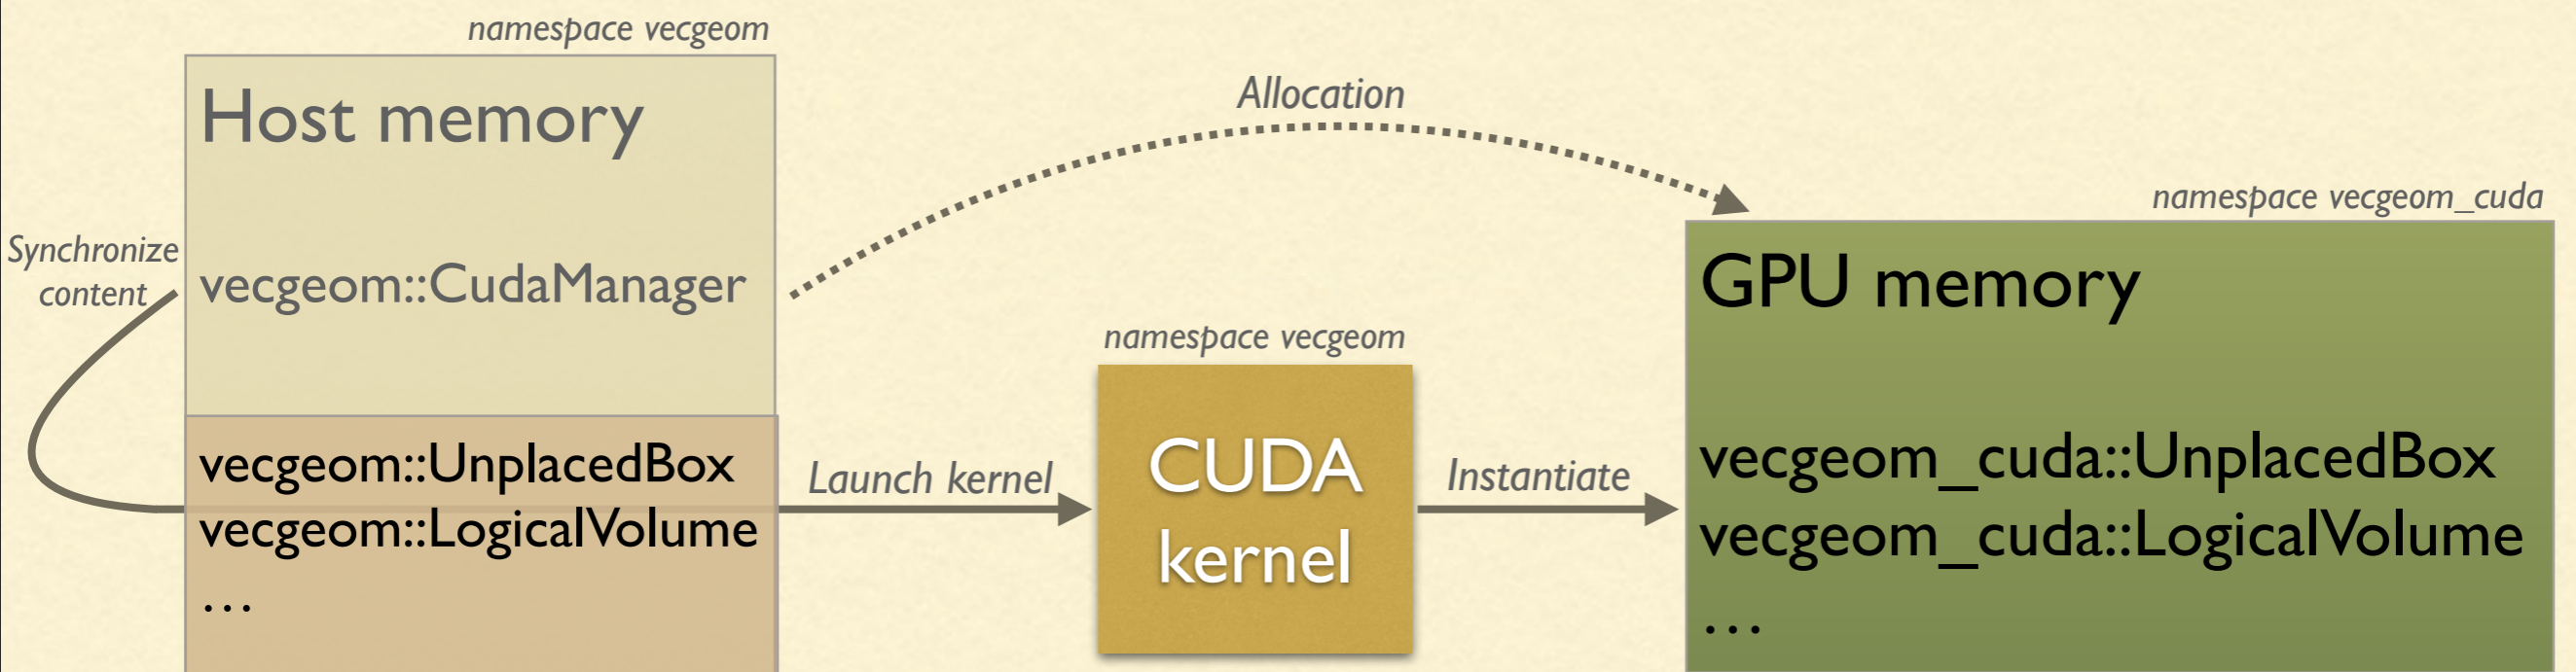 namespace vecgeom
Host memory
Synchronize
content
vecgeom::CudaManager
vecgeom::UnplacedBox
vecgeom::LogicalVolume
…
Allocation
Launch kernel
namespace vecgeom
CUDA
kernel
Instantiate
namespace vecgeom_cuda
GPU memory
vecgeom_cuda::UnplacedBox
vecgeom_cuda::LogicalVolume
…